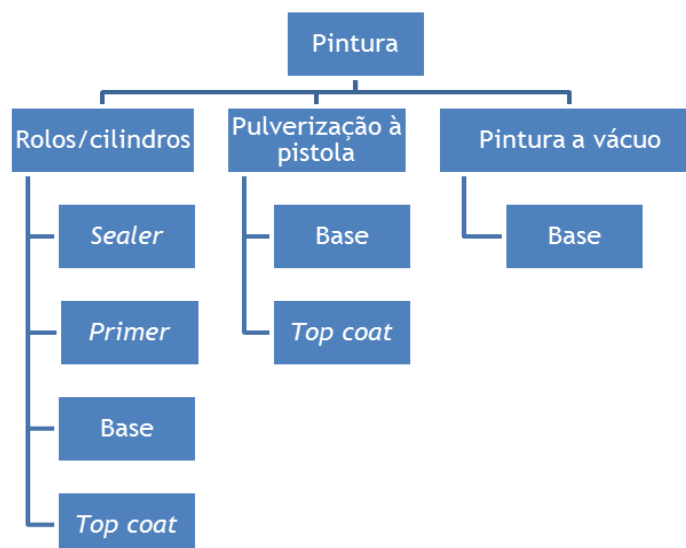 Pintura
Rolos/cilindros
Sealer
Primer
Base
Top coat
Pulverização à
pistola
Base
Top coat
Pintura a vácuo
Base